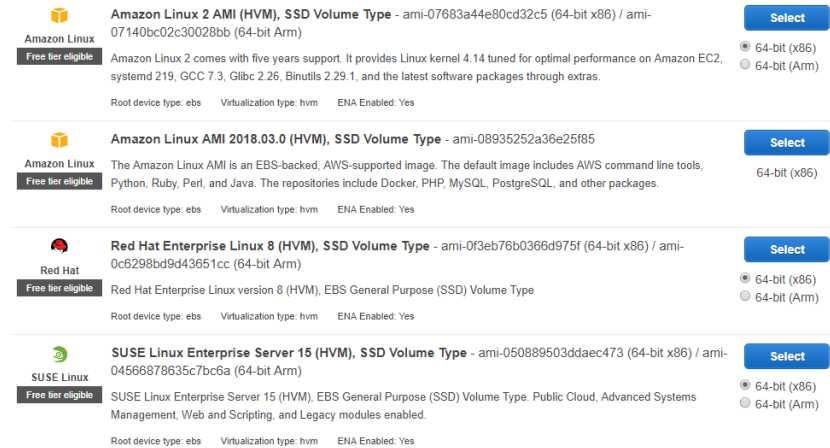 Amazon Linux 2 AMI (HVM), SSD Volume Type - ami-07683a44e80cd32c5 (64-bit x86) / ami-
07140bc02c30028bb (64-bit Arm)
Select
Amazon Linux
Free tier eligible
Amazon Linux 2 comes with five years support. It provides Linux kernel 4.14 tuned for optimal performance on Amazon EC2,
systemd 219, GCC 7.3, Glibc 2.26, Binutils 2.29.1, and the latest software packages through extras.
64-bit (x86)
64-bit (Arm)
Root device type: ebs Virtualization type: hvm ENA Enabled: Yes
Amazon Linux AMI 2018.03.0 (HVM), SSD Volume Type - ami-08935252a36e25f85
Select
Amazon Linux
Free tier eligible
The Amazon Linux AMI is an EBS-backed, AWS-supported image. The default image includes AWS command line tools,
Python, Ruby, Perl, and Java. The repositories include Docker, PHP, MySQL, PostgreSQL, and other packages.
64-bit (x86)
Root device type: ebs Virtualization type: hvm ENA Enabled: Yes
Red Hat Enterprise Linux 8 (HVM), SSD Volume Type - ami-0f3eb76b0366d975f (64-bit x86) / ami-
0c6298bd9d43651cc (64-bit Arm)
Select
Red Hat
Free tier eligible
Red Hat Enterprise Linux version 8 (HVM), EBS General Purpose (SSD) Volume Type
64-bit (x86)
64-bit (Arm)
Root device type: ebs Virtualization type: hvm ENA Enabled: Yes
SUSE Linux Enterprise Server 15 (HVM), SSD Volume Type - ami-050889503ddaec473 (64-bit x86) / ami-
04566878635c7bc6a (64-bit Arm)
Select
SUSE Linux
Free tier eligible
SUSE Linux Enterprise Server 15 (HVM), EBS General Purpose (SSD) Volume Type. Public Cloud, Advanced Systems
Management, Web and Scripting, and Legacy modules enabled.
64-bit (x86)
64-bit (Arm)
Root device type: ebs Virtualization type: hvm ENA Enabled: Yes